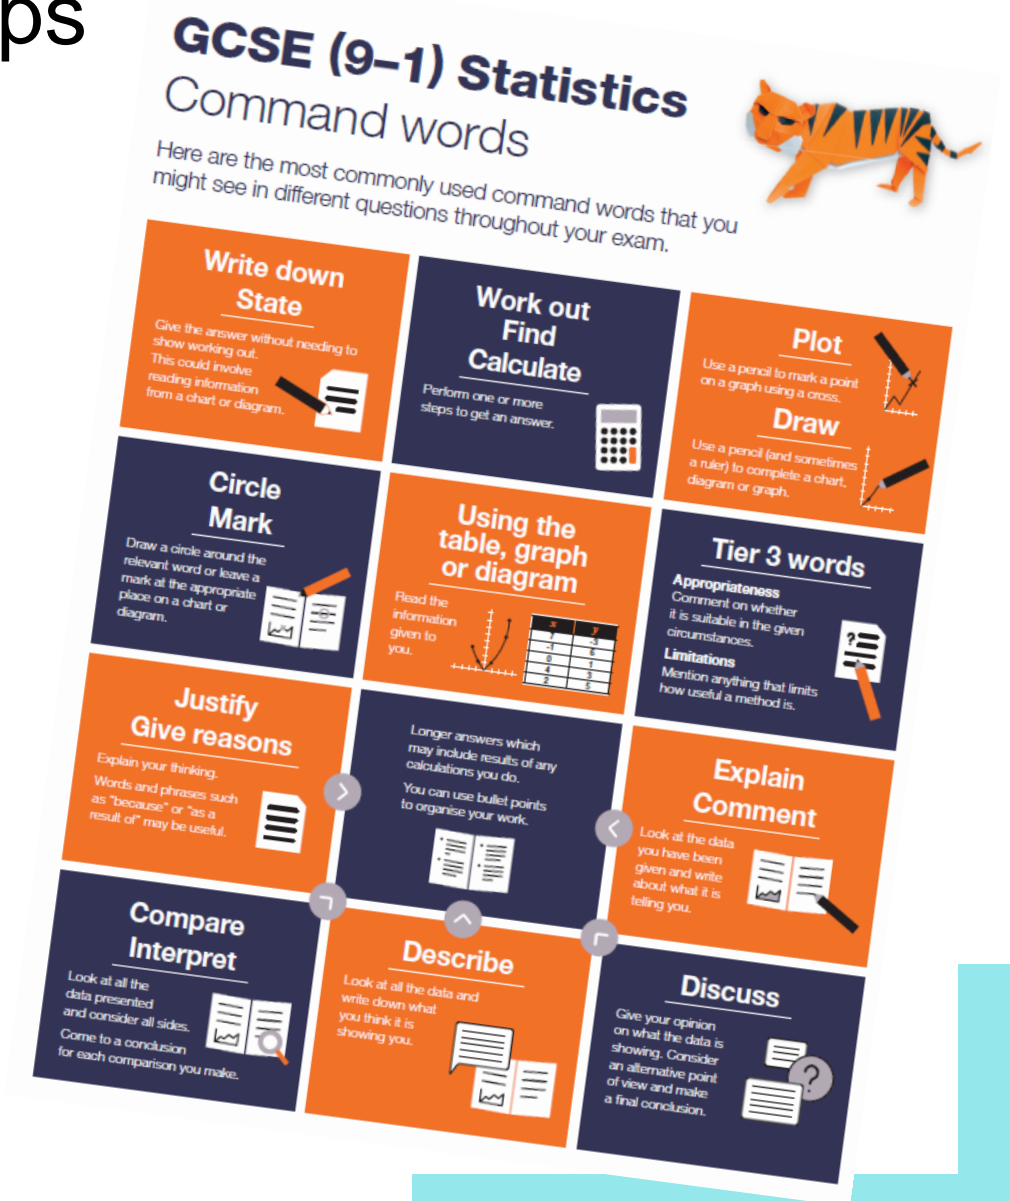 ps
GCSE (9–1) Statistics
Command words
Here are the most commonly used command words that you
might see in different questions throughout your exam.
Write down
State
Give the answer without needing to
show working out.
This could involve
reading information
from a chart or diagram.
Work out
Find
Calculate
Perform one or more
steps to get an answer.
Plot
Use a pencil to mark a point
on a graph using a cross.
Draw
Use a pencil (and sometimes
a ruler) to complete a chart,
diagram or graph.
Circle
Mark
Draw a circle around the
relevant word or leave a
mark at the appropriate
place on a chart or
diagram.
Using the
table, graph
or diagram
Read the
information
given to
you.
x y
-1 6
0 1
4 3
2 5
Tier 3 words
Appropriateness
Comment on whether
it is suitable in the given
circumstances.
Limitations
Mention anything that limits
how useful a method is.
?
Justify
Give reasons
Explain your thinking.
Words and phrases such
as “because” or “as a
result of” may be useful.
Longer answers which
may include results of any
calculations you do.
You can use bullet points
to organise your work.
Explain
Comment
Look at the data
you have been
given and write
about what it is
telling you.
Compare
Interpret
Look at all the
data presented
and consider all sides.
Come to a conclusion
for each comparison you make.
Describe
Look at all the data and
write down what
you think it is
showing you.
Discuss
Give your opinion
on what the data is
showing. Consider
an alternative point
of view and make
a final conclusion.
?